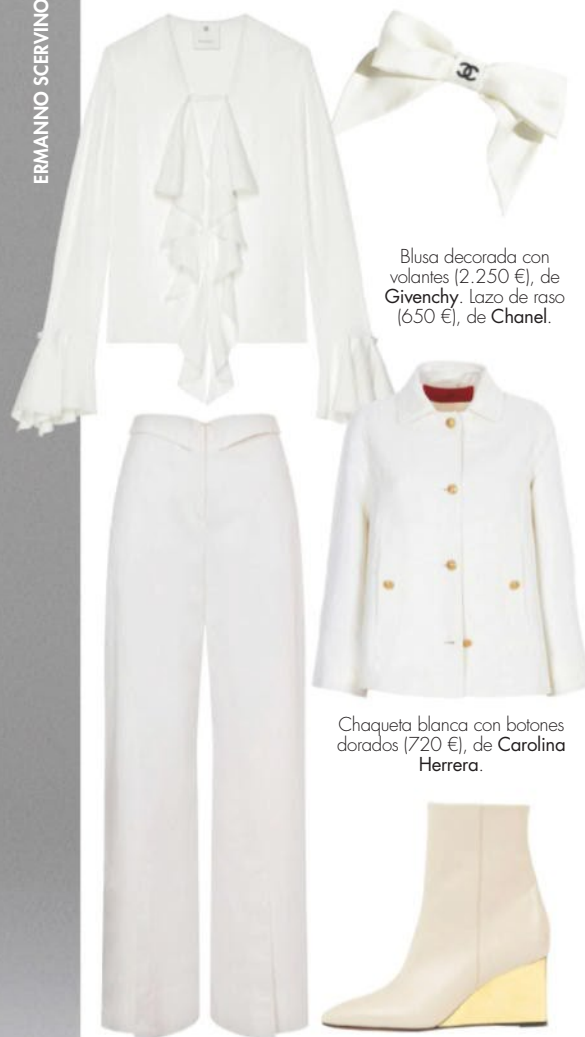 ERMANNO SCERVINO
Blusa decorada con
volantes (2.250 €), de
Givenchy. Lazo de raso
(650 €), de Chanel.
Chaqueta blanca con botones
dorados (720 €), de Carolina
Herrera.